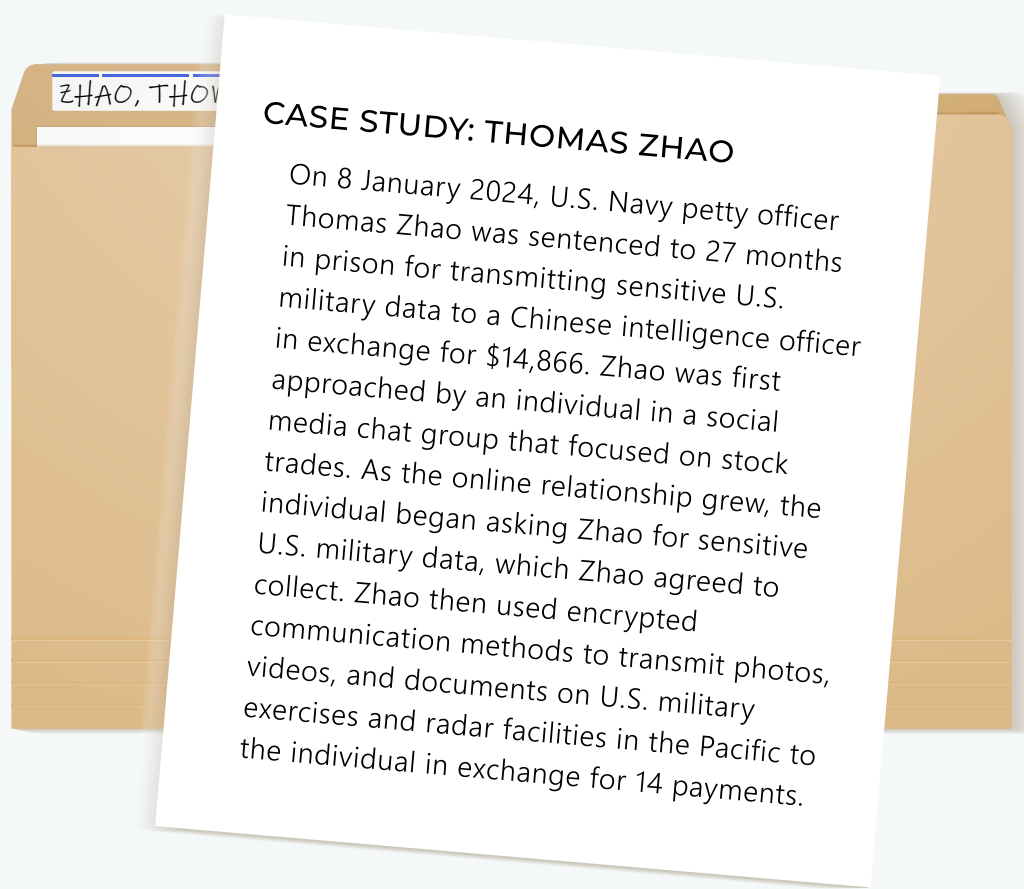 ZHAO, THO
CASE STUDY: THOMAS ZHAO
On 8 January 2024, U.S. Navy petty officer
Thomas Zhao was sentenced to 27 months
in prison for transmitting sensitive U.S.
military data to a Chinese intelligence officer
in exchange for $14,866. Zhao was first
approached by an individual in a social
media chat group that focused on stock
trades. As the online relationship grew, the
individual began asking Zhao for sensitive
U.S. military data, which Zhao agreed to
collect. Zhao then used encrypted
communication methods to transmit photos,
videos, and documents on U.S. military
exercises and radar facilities in the Pacific to
the individual in exchange for 14 payments.